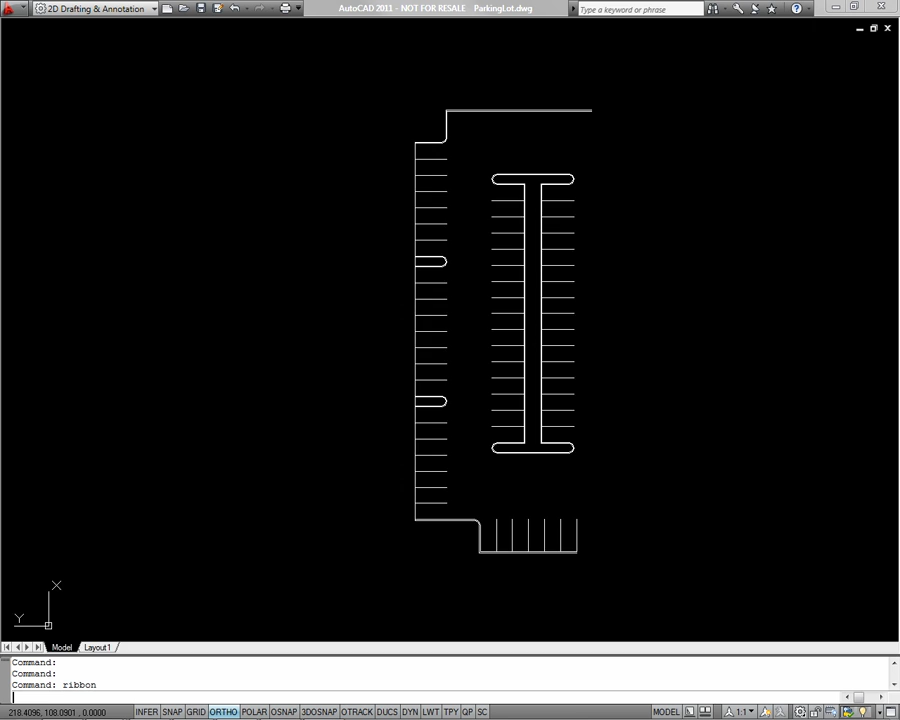 2D Drafting & Annotation
AutoCAD 2011 - NOT FOR RESALE ParkingLot.dwg
Type a keyword or phrase
X
Y
Model Layout1
Command:
Command:
Command: ribbon
218.4096, 108.0901, 0.0000 INFER SNAP GRID ORTHO POLAR OSNAP 3DOSNAP OTRACK DUCS DYN LWT TPY QP SC MODEL 1:1